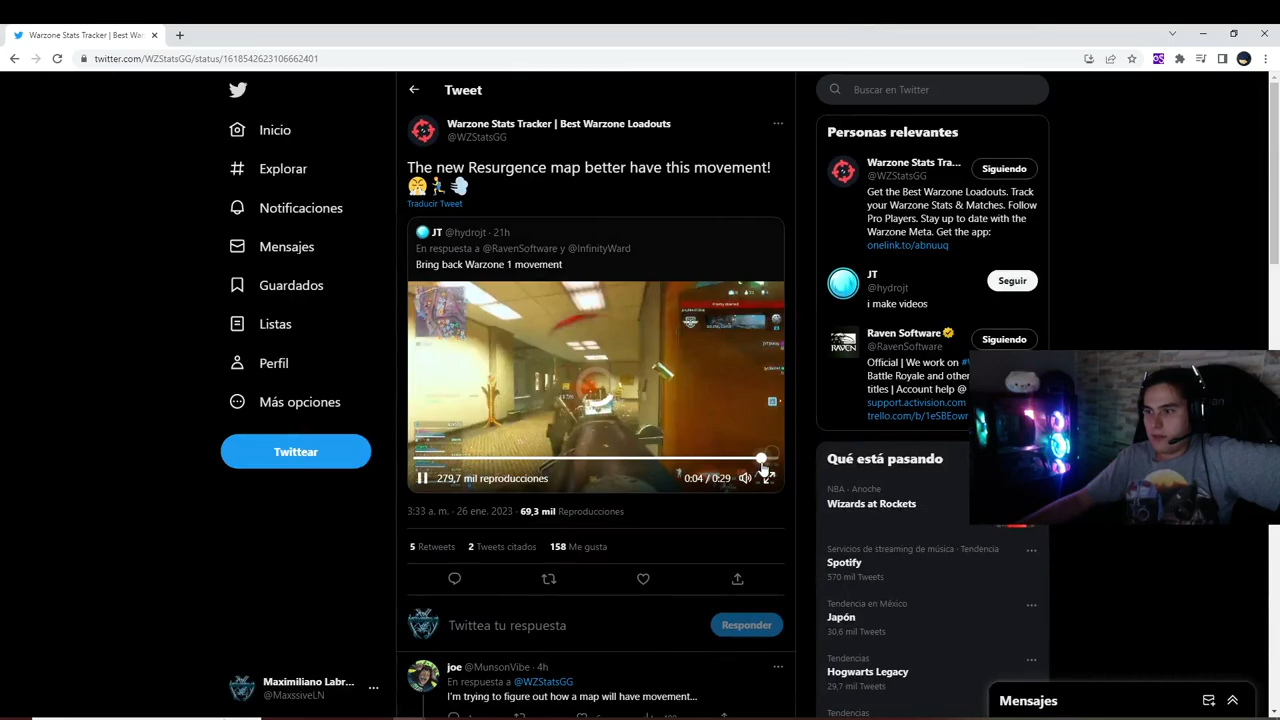 Warzone Stats Tracker | Best War
twitter.com/WZStatsGG/status/1618542623106662401
Inicio
Explorar
Notificaciones
Mensajes
Guardados
Listas
Perfil
Más opciones
Twittear
Maximiliano Labr...
@MaxssiveLN
Tweet
Warzone Stats Tracker | Best Warzone Loadouts
@WZStatsGG
The new Resurgence map better have this movement!
😤🏃‍♂️💨
Traducir Tweet
JT @hydrojt · 21h
En respuesta a @RavenSoftware y @InfinityWard
Bring back Warzone 1 movement
279,7 mil reproducciones
0:04 / 0:29
3:33 a. m. · 26 ene. 2023 · 69,3 mil Reproducciones
5 Retweets 2 Tweets citados 158 Me gusta
Twittea tu respuesta
Responder
joe @MunsonVibe · 4h
En respuesta a @WZStatsGG
I'm trying to figure out how a map will have movement...
Buscar en Twitter
Personas relevantes
Warzone Stats Tra...
@WZStatsGG
Siguiendo
Get the Best Warzone Loadouts. Track
your Warzone Stats & Matches. Follow
Pro Players. Stay up to date with the
Warzone Meta. Get the app:
onelink.to/abnuuq
JT
@hydrojt
Seguir
i make videos
Raven Software
@RavenSoftware
Siguiendo
Official | We work on
Battle Royale and other
titles | Account help @
support.activision.com
Qué está pasando
NBA · Anoche
Wizards at Rockets
Servicios de streaming de música · Tendencia
Spotify
570 mil Tweets
Tendencia en México
Japón
30,6 mil Tweets
Tendencias
Hogwarts Legacy
29,7 mil Tweets
Tendencias
Mensajes